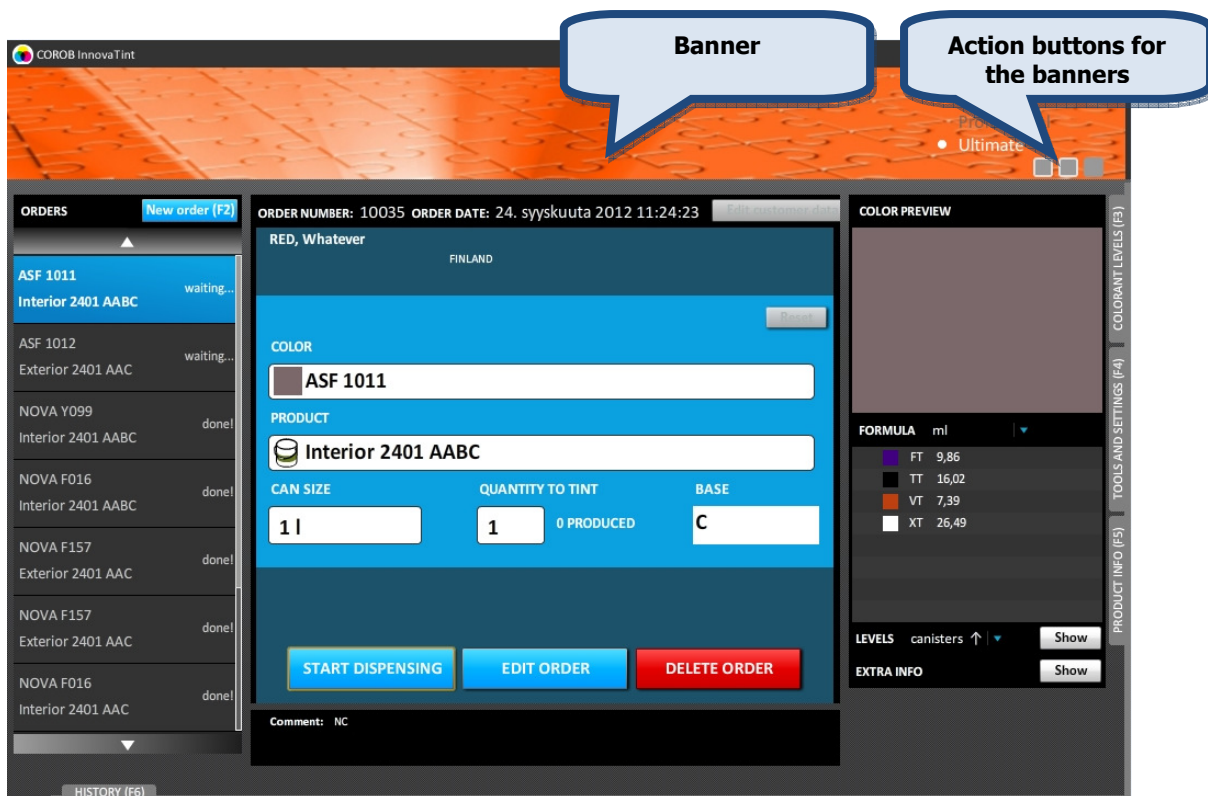 Banner
Action buttons for
the banners
COROB InnovaTint
Ultimate
ORDERS
New order (F2)
ASF 1011
waiting...
Interior 2401 AABC
ASF 1012
waiting...
Exterior 2401 AAC
NOVA Y099
done!
Interior 2401 AABC
NOVA F016
done!
Interior 2401 AABC
NOVA F157
done!
Exterior 2401 AAC
NOVA F157
done!
Exterior 2401 AAC
NOVA F016
done!
Interior 2401 AAC
HISTORY (F6)
ORDER NUMBER: 10035 ORDER DATE: 24. syyskuuta 2012 11:24:23
Edit customer data
RED, Whatever
FINLAND
Reset
COLOR
ASF 1011
PRODUCT
Interior 2401 AABC
CAN SIZE QUANTITY TO TINT BASE
1 l 1 0 PRODUCED C
START DISPENSING EDIT ORDER DELETE ORDER
Comment: NC
COLOR PREVIEW
FORMULA ml
FT 9,86
TT 16,02
VT 7,39
XT 26,49
LEVELS canisters ↑ Show
EXTRA INFO Show
COLORANT LEVELS (F3)
TOOLS AND SETTINGS (F4)
PRODUCT INFO (F5)